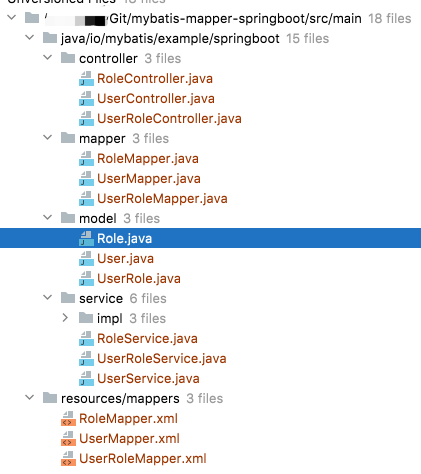 Unversioned Files 18 files
/Git/mybatis-mapper-springboot/src/main 18 files
java/io/mybatis/example/springboot 15 files
controller 3 files
RoleController.java
UserController.java
UserRoleController.java
mapper 3 files
RoleMapper.java
UserMapper.java
UserRoleMapper.java
model 3 files
Role.java
User.java
UserRole.java
service 6 files
impl 3 files
RoleService.java
UserRoleService.java
UserService.java
resources/mappers 3 files
RoleMapper.xml
UserMapper.xml
UserRoleMapper.xml